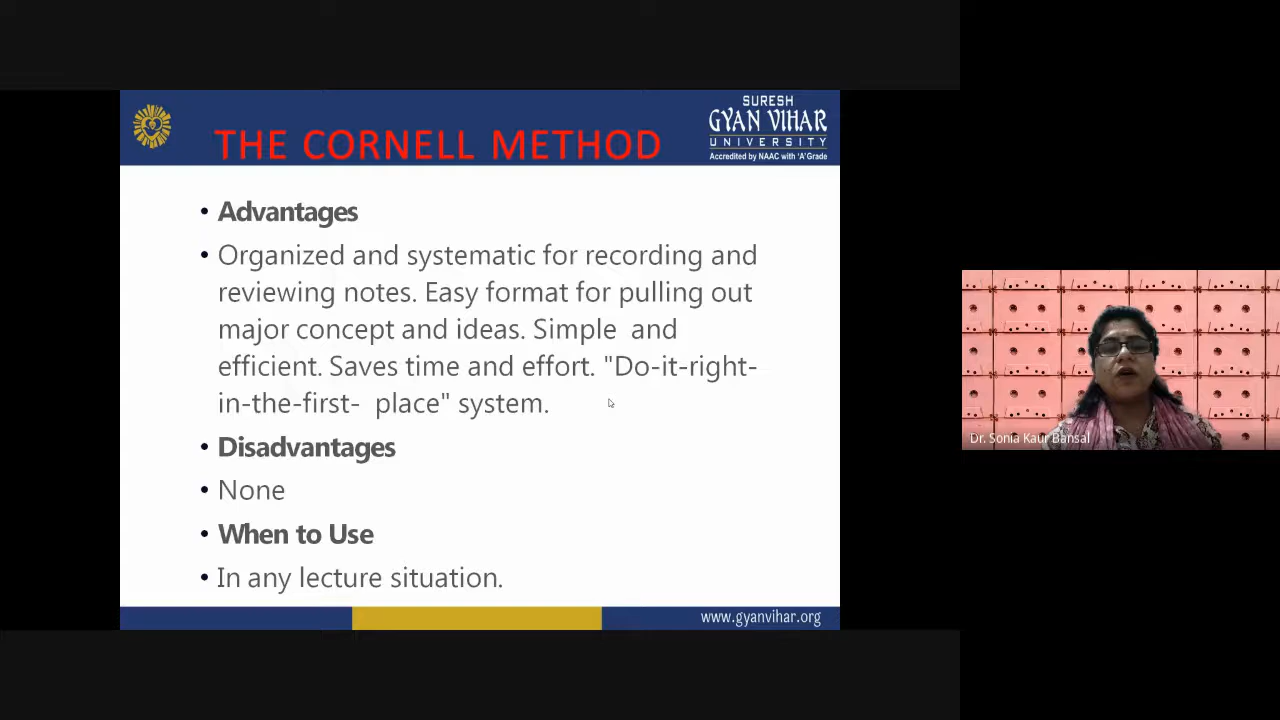 SURESH
GYAN VIHAR
UNIVERSITY
Accredited by NAAC with 'A' Grade
THE CORNELL METHOD
• Advantages
• Organized and systematic for recording and
reviewing notes. Easy format for pulling out
major concept and ideas. Simple and
efficient. Saves time and effort. "Do-it-right-
in-the-first- place" system.
• Disadvantages
• None
• When to Use
• In any lecture situation.
www.gyanvihar.org
Dr. Sonia Kaur Bansal